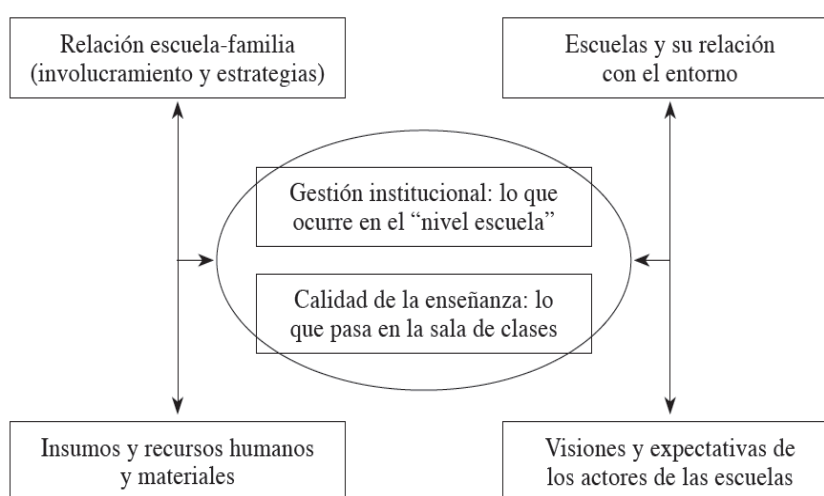 Relación escuela-familia
(involucramiento y estrategias)
Escuelas y su relación
con el entorno
Gestión institucional: lo que
ocurre en el “nivel escuela”
Calidad de la enseñanza: lo
que pasa en la sala de clases
Insumos y recursos humanos
y materiales
Visiones y expectativas de
los actores de las escuelas